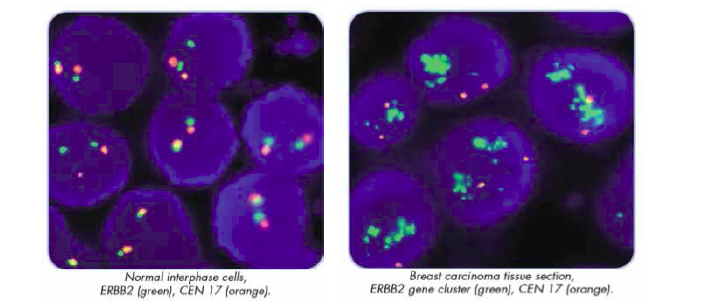 Normal interphase cells,
ERBB2 (green), CEN 17 (orange).
Breast carcinoma tissue section,
ERBB2 gene cluster (green), CEN 17 (orange).